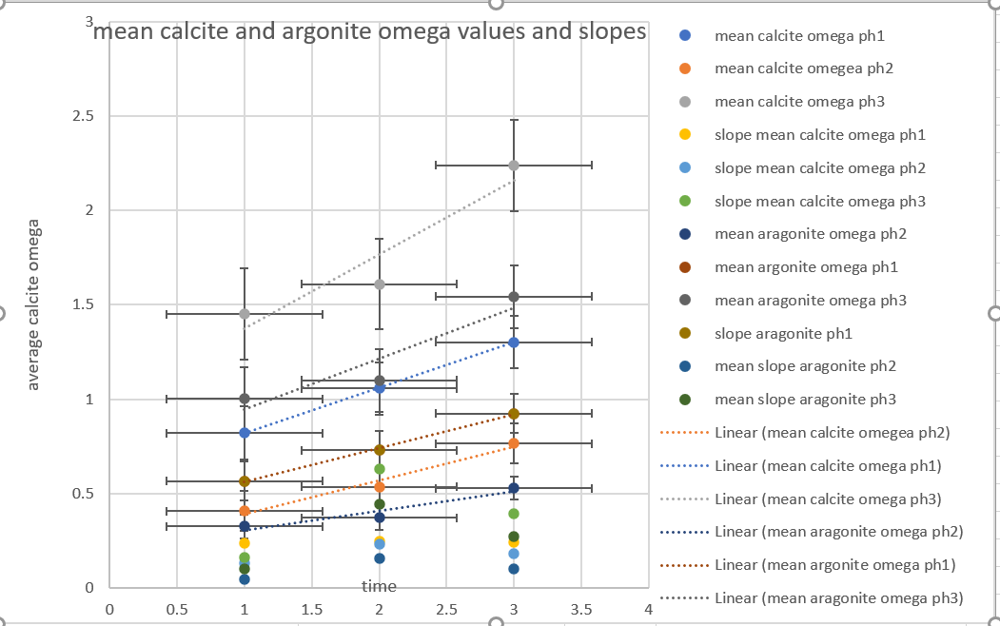 mean calcite and argonite omega values and slopes
3
2.5
2
1.5
1
0.5
0
average calcite omega
0 0.5 1 1.5 2 2.5 3 3.5 4
time
mean calcite omega ph1
mean calcite omegea ph2
mean calcite omega ph3
slope mean calcite omega ph1
slope mean calcite omega ph2
slope mean calcite omega ph3
mean aragonite omega ph2
mean argonite omega ph1
mean aragonite omega ph3
slope aragonite ph1
mean slope aragonite ph2
mean slope aragonite ph3
Linear (mean calcite omegea ph2)
Linear (mean calcite omega ph1)
Linear (mean calcite omega ph3)
Linear (mean aragonite omega ph2)
Linear (mean argonite omega ph1)
Linear (mean aragonite omega ph3)